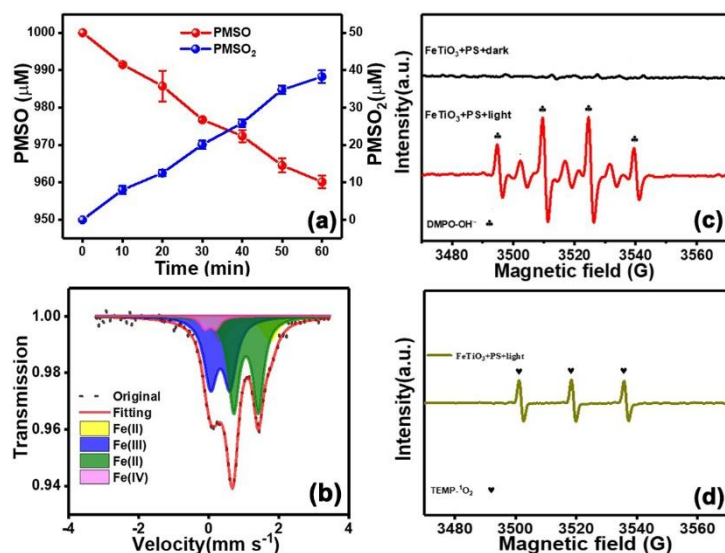 1000
990
980
970
960
950
PMSO (μM)
PMSO
PMSO₂
50
40
30
20
10
0
PMSO₂(μM)
0 10 20 30 40 50 60
Time (min)
(a)
1.00
0.98
0.96
0.94
Transmission
Original
Fitting
Fe(II)
Fe(III)
Fe(II)
Fe(IV)
(b)
-4 -2 0 2 4
Velocity(mm s⁻¹)
Intensity(a.u.)
FeTiO₃+PS+dark
FeTiO₃+PS+light
♣ ♣ ♣ ♣
DMPO-OH⁻ ♣
(c)
3480 3500 3520 3540 3560
Magnetic field (G)
Intensity(a.u.)
FeTiO₃+PS+light
♥ ♥ ♥
TEMP-¹O₂ ♥
(d)
3480 3500 3520 3540 3560
Magnetic field (G)